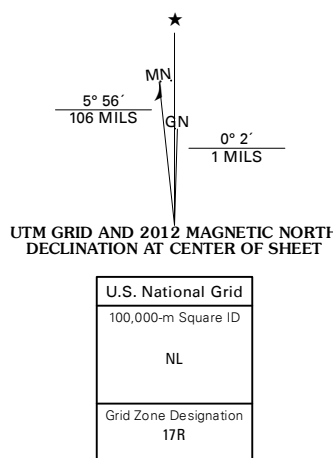 ★
MN.
5° 56´
106 MILS
GN
0° 2´
1 MILS
UTM GRID AND 2012 MAGNETIC NORTH
DECLINATION AT CENTER OF SHEET
U.S. National Grid
100,000-m Square ID
NL
Grid Zone Designation
17R